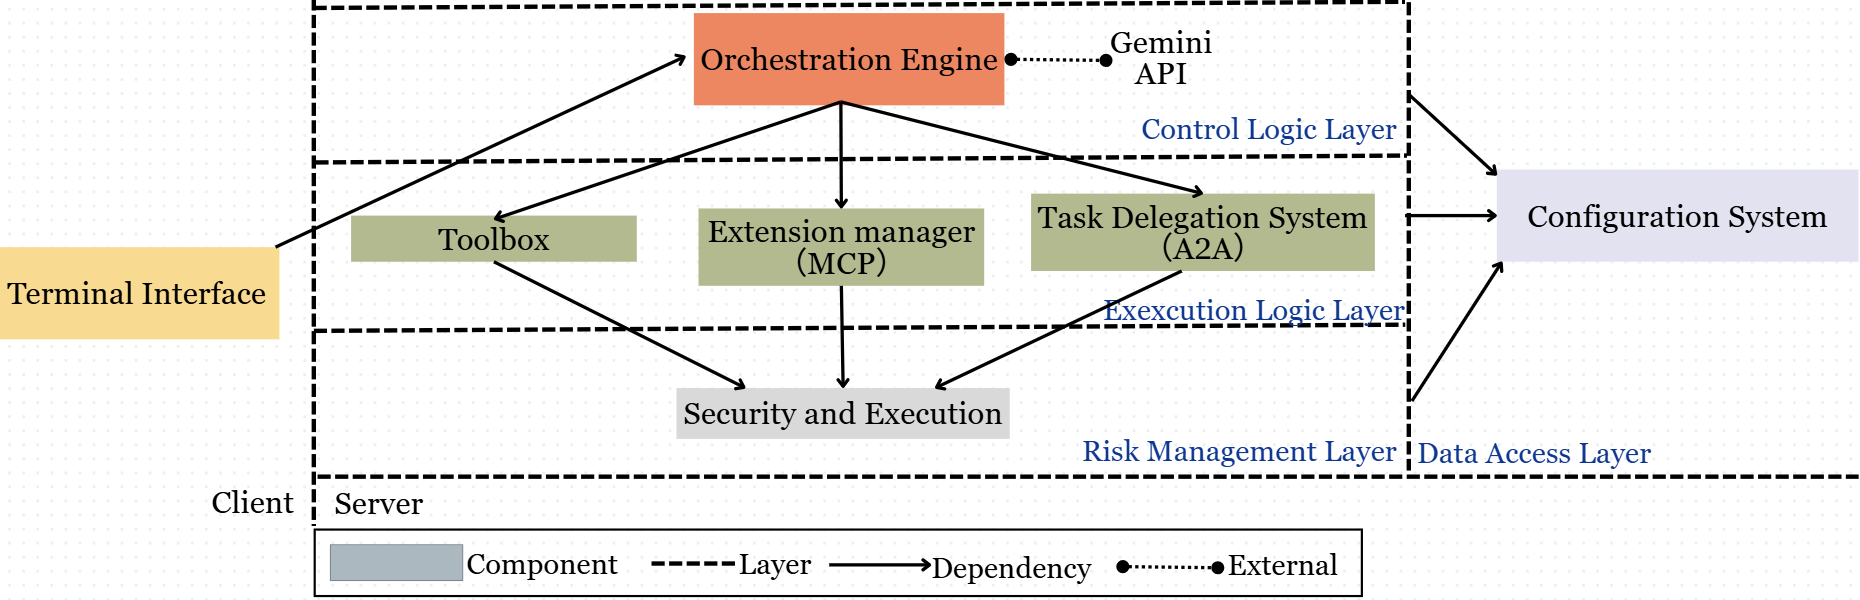 Orchestration Engine
Gemini
API
Control Logic Layer
Toolbox
Extension manager
(MCP)
Task Delegation System
(A2A)
Configuration System
Terminal Interface
Exexcution Logic Layer
Security and Execution
Risk Management Layer
Data Access Layer
Client
Server
Component
Layer
Dependency
External